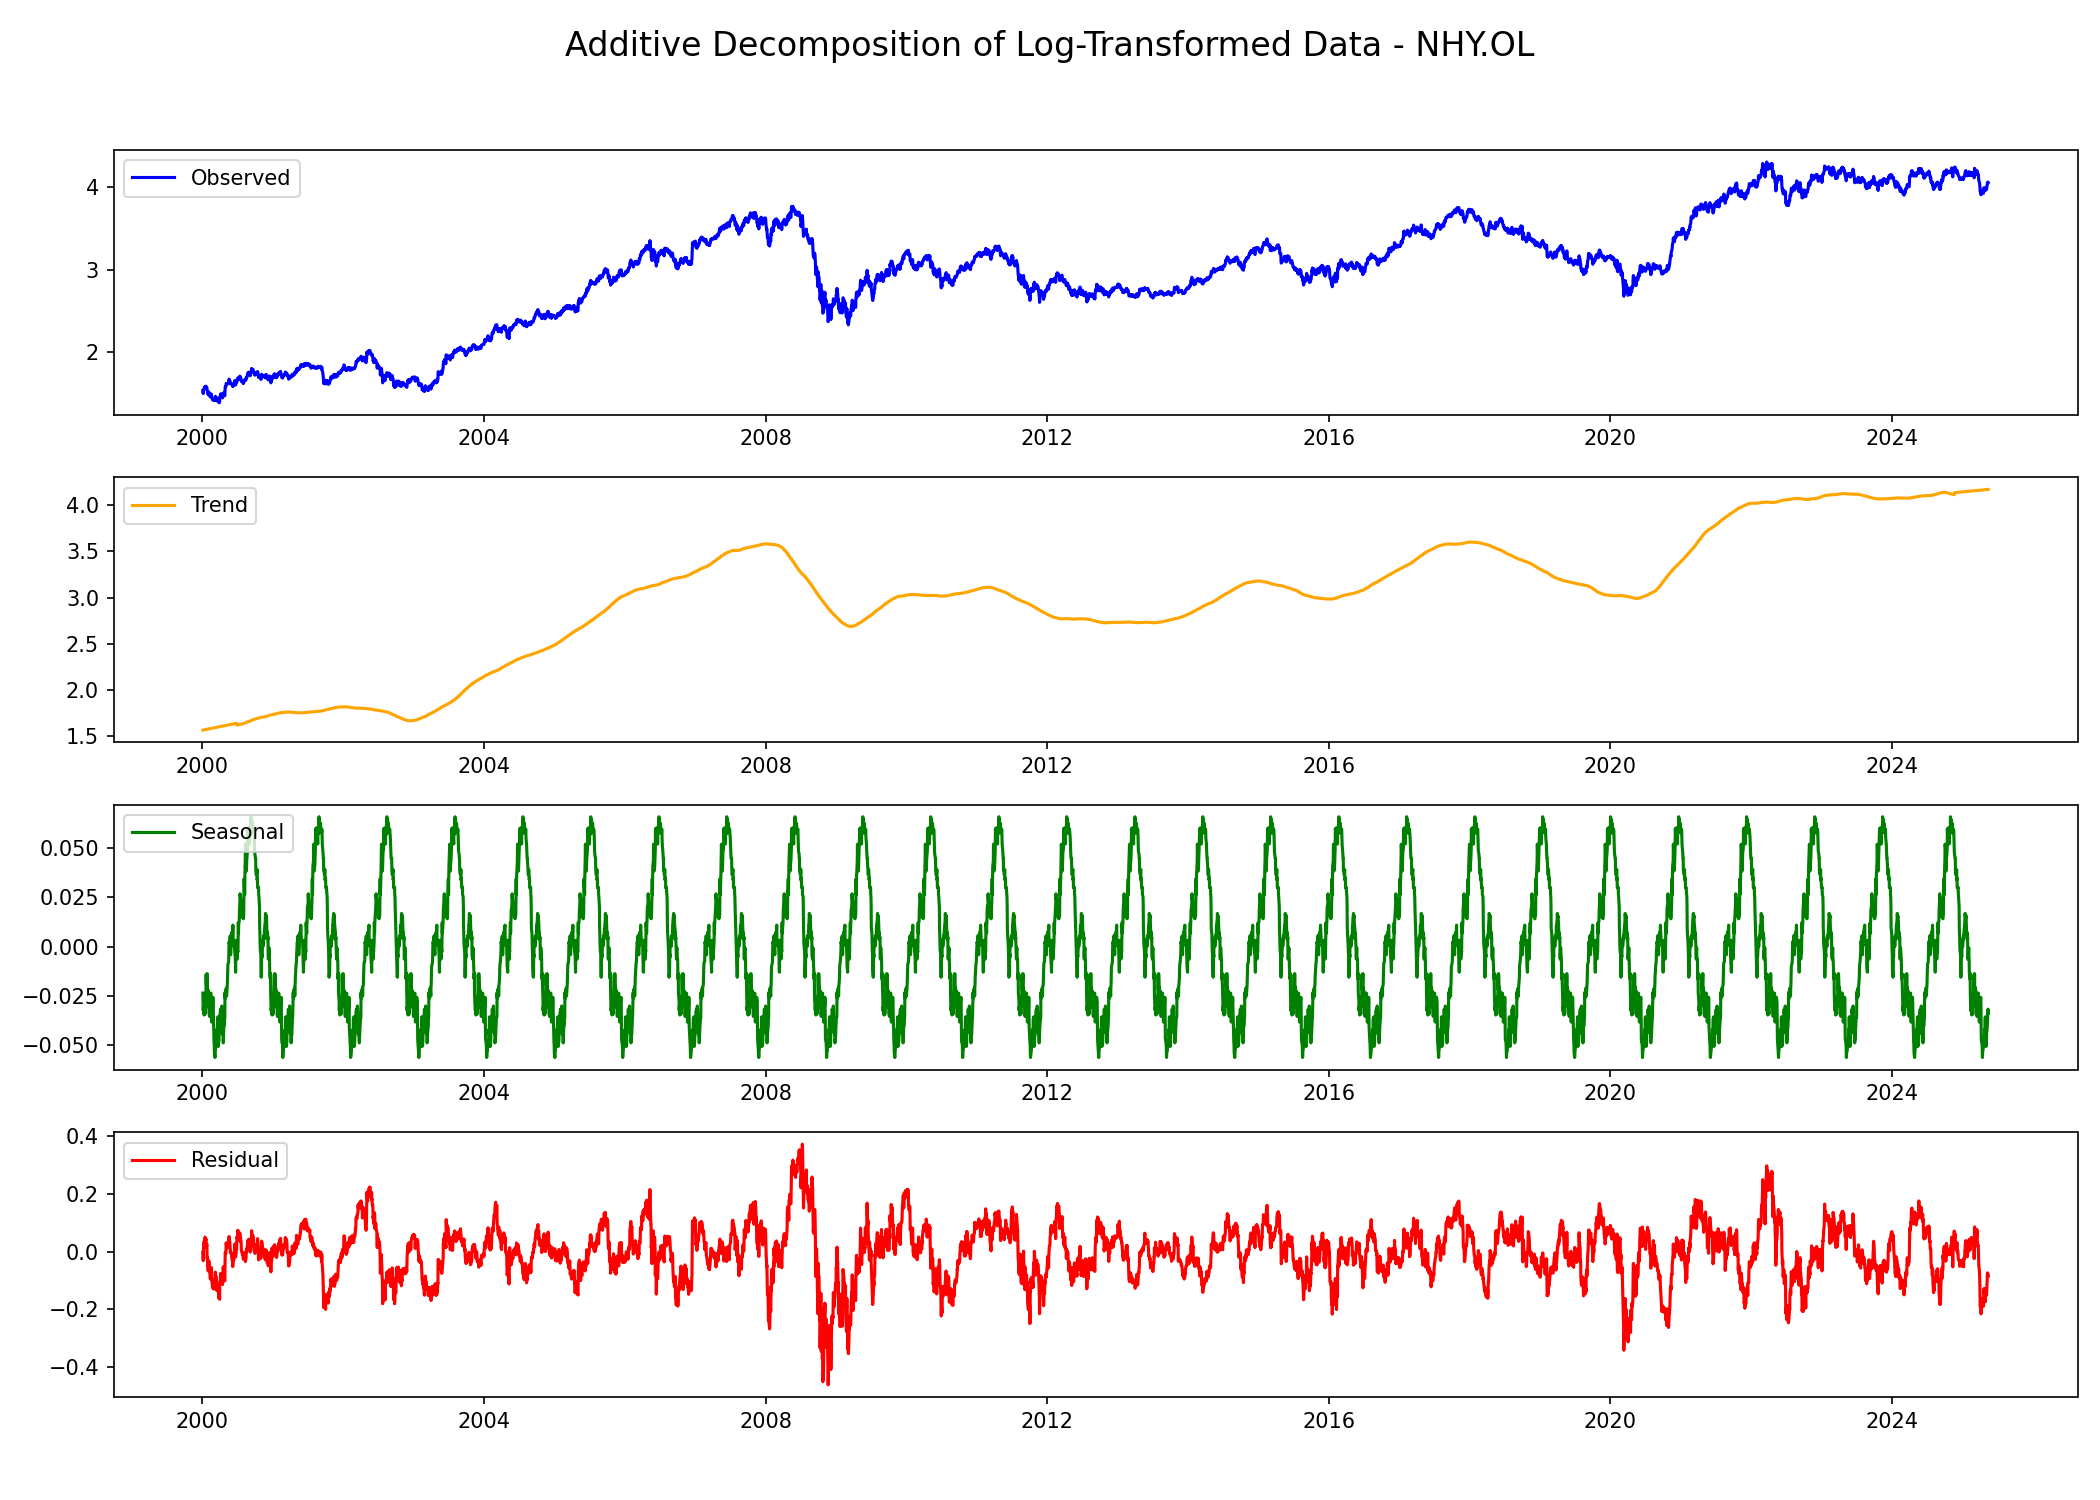 Additive Decomposition of Log-Transformed Data - NHY.OL
Observed
4
3
2
2000 2004 2008 2012 2016 2020 2024
Trend
4.0
3.5
3.0
2.5
2.0
1.5
2000 2004 2008 2012 2016 2020 2024
Seasonal
0.050
0.025
0.000
−0.025
−0.050
2000 2004 2008 2012 2016 2020 2024
Residual
0.4
0.2
0.0
−0.2
−0.4
2000 2004 2008 2012 2016 2020 2024